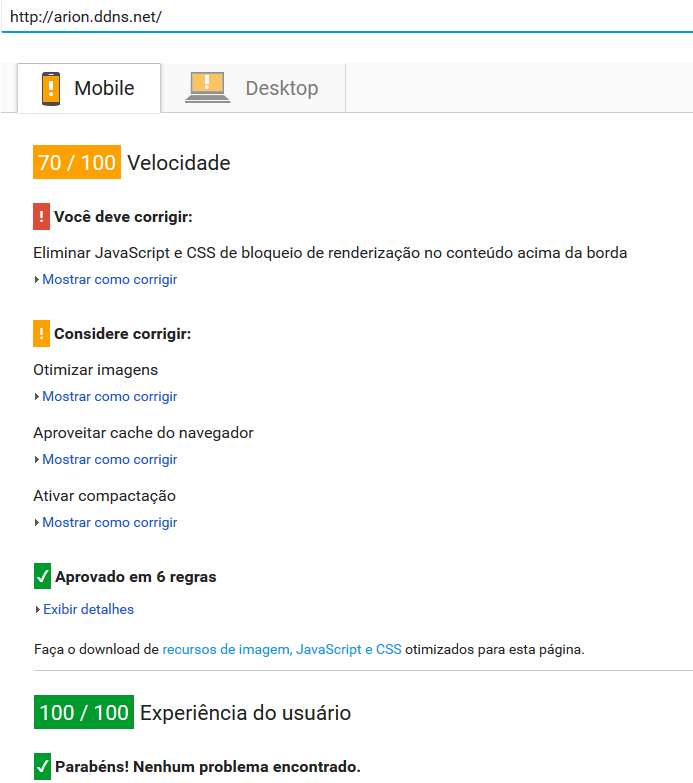 http://arion.ddns.net/
Mobile
Desktop
70 / 100 Velocidade
! Você deve corrigir:
Eliminar JavaScript e CSS de bloqueio de renderização no conteúdo acima da borda
Mostrar como corrigir
! Considere corrigir:
Otimizar imagens
Mostrar como corrigir
Aproveitar cache do navegador
Mostrar como corrigir
Ativar compactação
Mostrar como corrigir
Aprovado em 6 regras
Exibir detalhes
Faça o download de recursos de imagem, JavaScript e CSS otimizados para esta página.
100 / 100 Experiência do usuário
Parabéns! Nenhum problema encontrado.